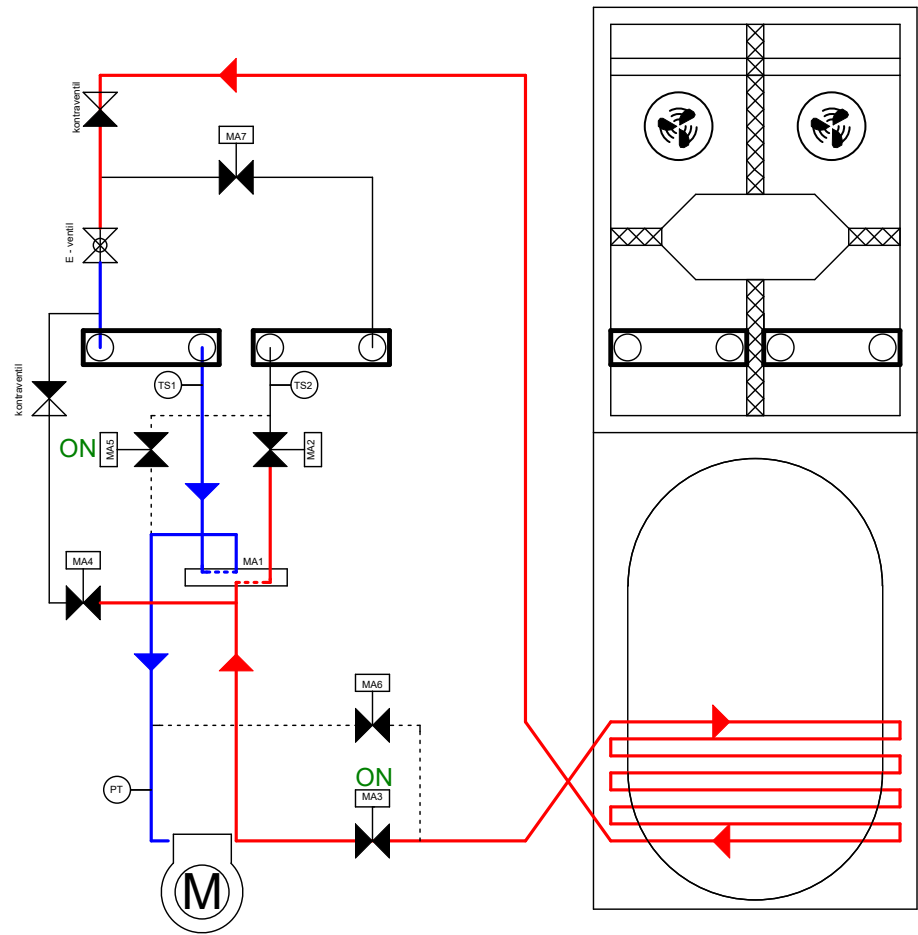 kontraventil
MA7
E - ventil
kontraventil
TS1
TS2
ON
MA5
MA2
MA1
MA4
MA6
ON
MA3
PT
M